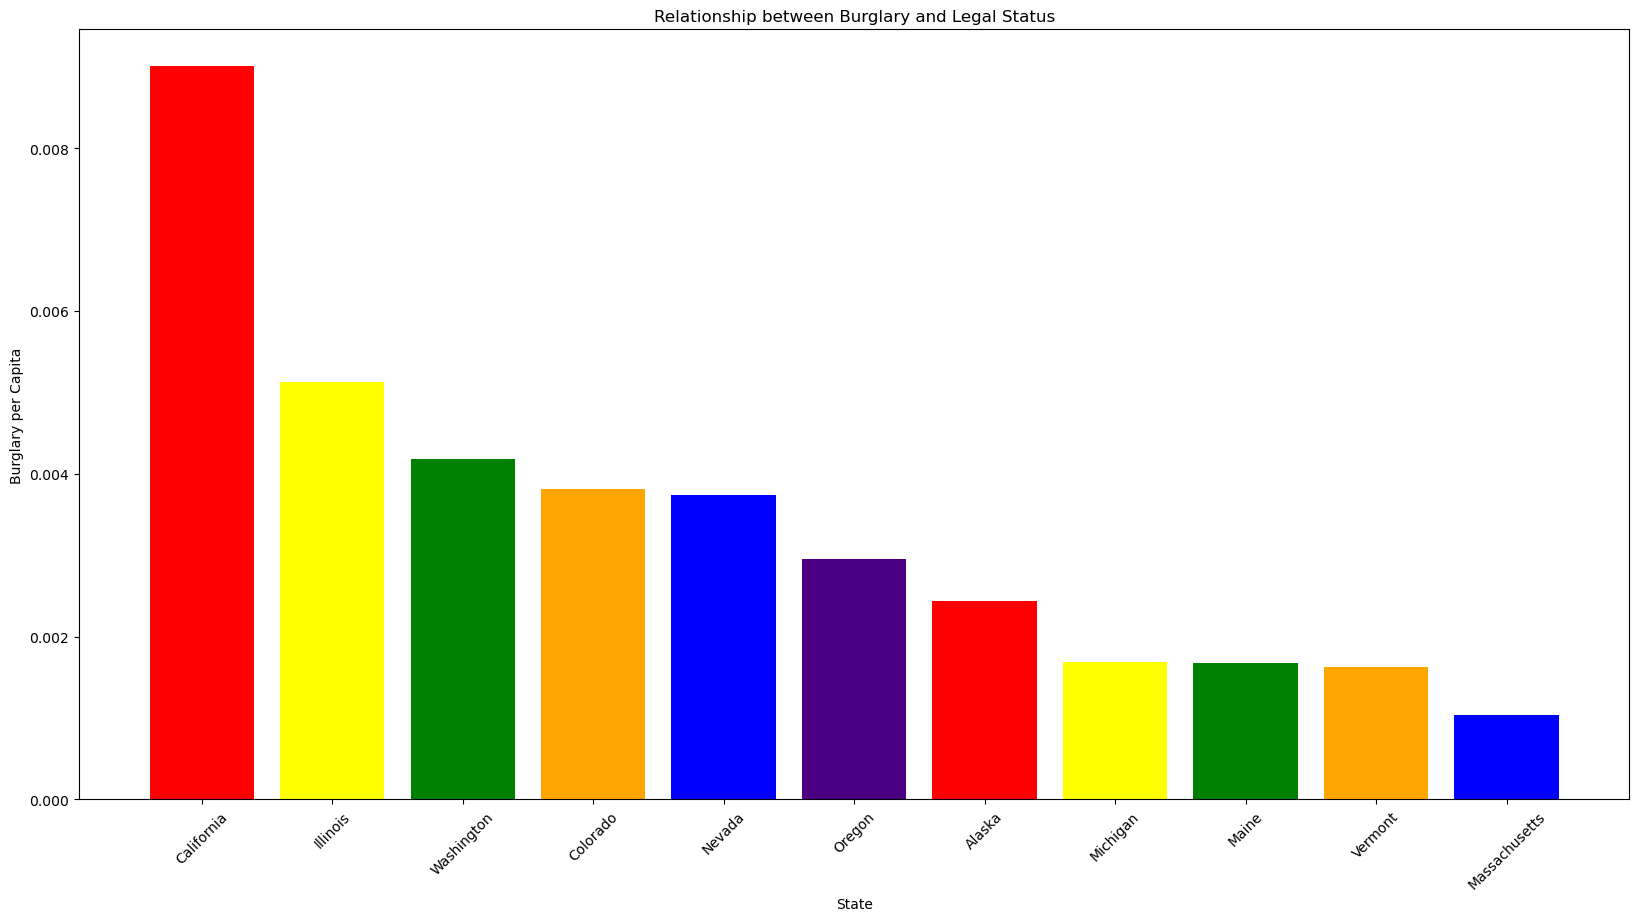 Relationship between Burglary and Legal Status
Burglary per Capita
0.008
0.006
0.004
0.002
0.000
California
Illinois
Washington
Colorado
Nevada
Oregon
Alaska
Michigan
Maine
Vermont
Massachusetts
State